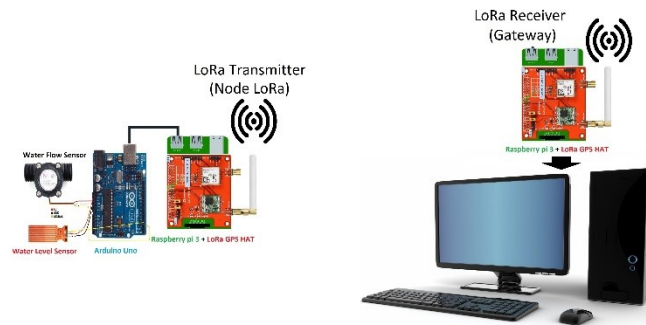 LoRa Transmitter
(Node LoRa)
Water Flow Sensor
Water Level Sensor
Arduino Uno
Raspberry pi 3 + LoRa GPS HAT
LoRa Receiver
(Gateway)
Raspberry pi 3 + LoRa GPS HAT